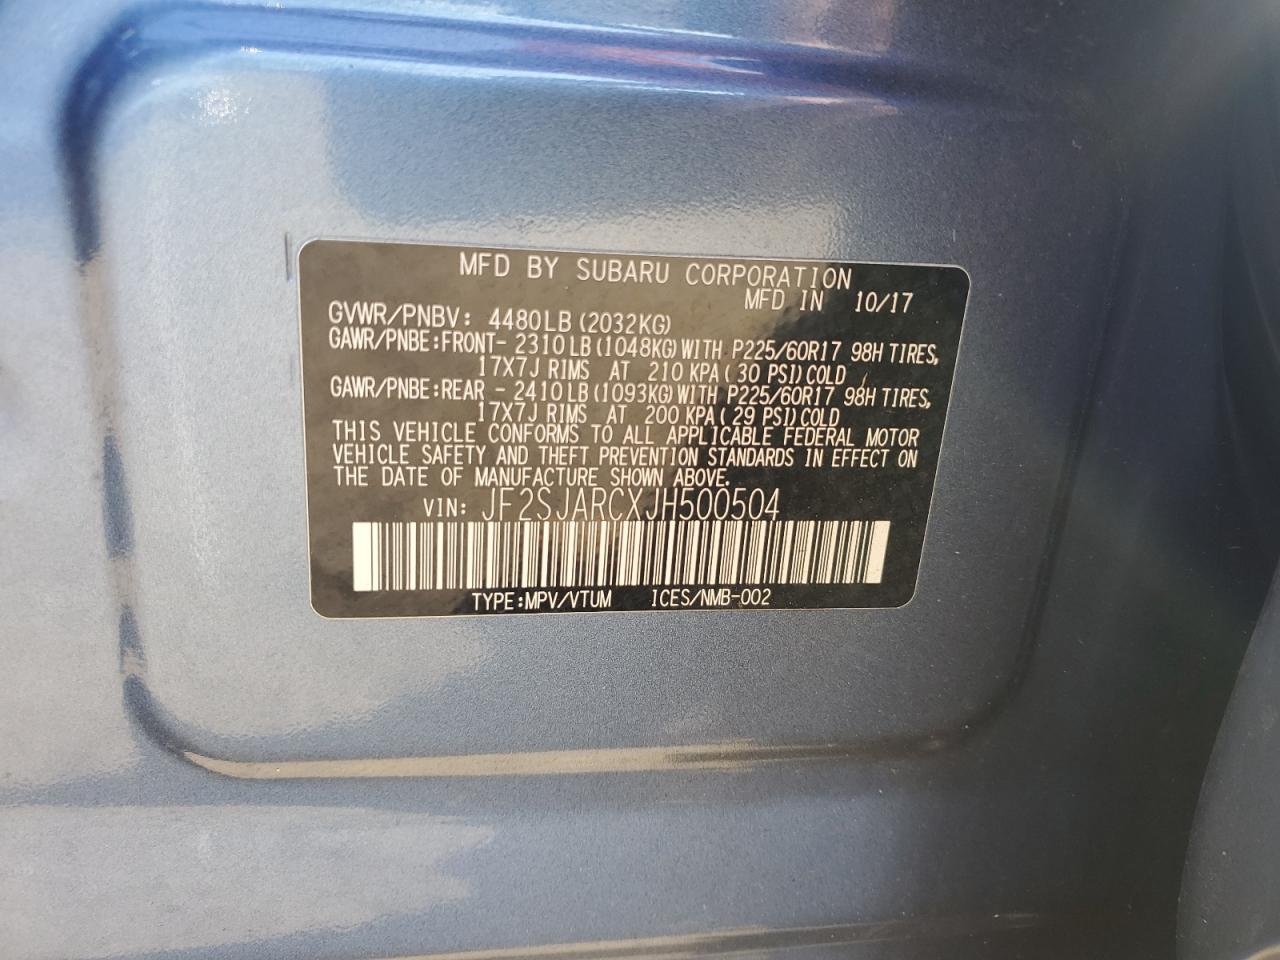 MFD BY SUBARU CORPORATION
MFD IN 10/17
GVWR/PNBV: 4480LB (2032KG)
GAWR/PNBE:FRONT- 2310LB (1048KG) WITH P225/60R17 98H TIRES,
17X7J RIMS AT 210 KPA ( 30 PSI) COLD
GAWR/PNBE:REAR - 2410LB (1093KG) WITH P225/60R17 98H TIRES,
17X7J RIMS AT 200 KPA ( 29 PSI) COLD
THIS VEHICLE CONFORMS TO ALL APPLICABLE FEDERAL MOTOR
VEHICLE SAFETY AND THEFT PREVENTION STANDARDS IN EFFECT ON
THE DATE OF MANUFACTURE SHOWN ABOVE.
VIN: JF2SJARCXJH500504
TYPE:MPV/VTUM ICES/NMB-002